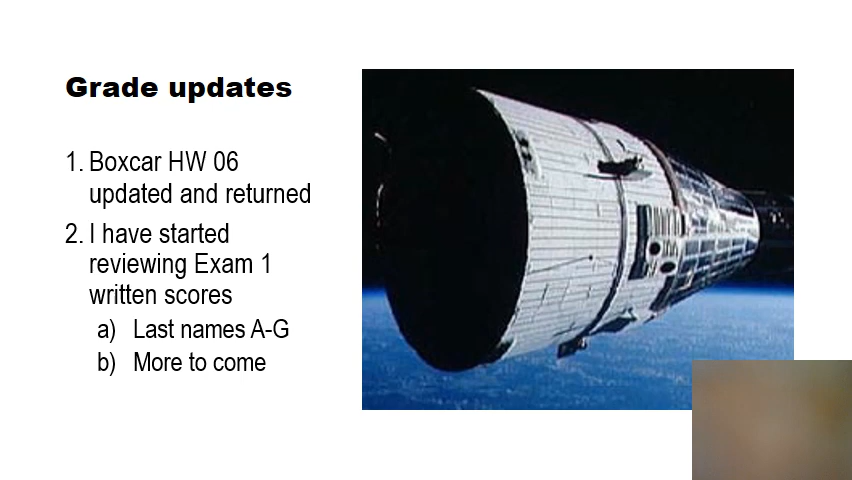 Grade updates
1. Boxcar HW 06
updated and returned
2. I have started
reviewing Exam 1
written scores
a) Last names A-G
b) More to come